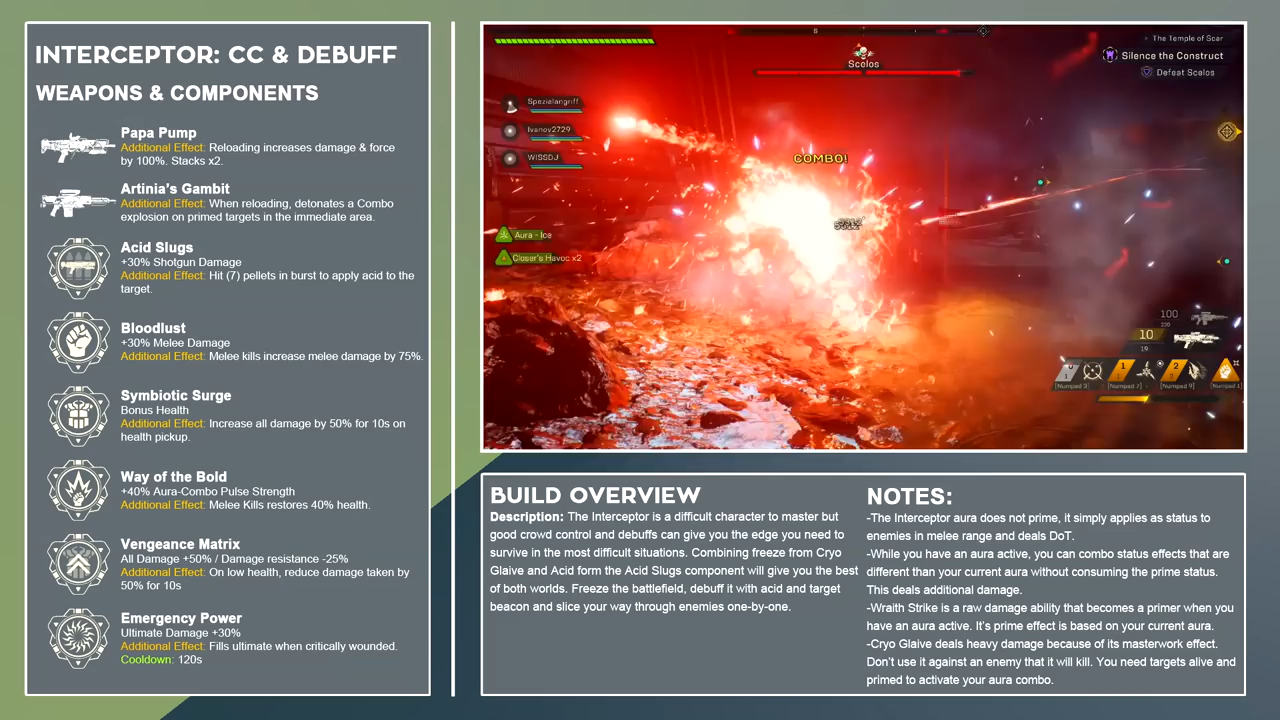 INTERCEPTOR: CC & DEBUFF
WEAPONS & COMPONENTS
Papa Pump
Additional Effect: Reloading increases damage & force
by 100%. Stacks x2.
Artinia's Gambit
Additional Effect: When reloading, detonates a Combo
explosion on primed targets in the immediate area.
Acid Slugs
+30% Shotgun Damage
Additional Effect: Hit (7) pellets in burst to apply acid to the
target.
Bloodlust
+30% Melee Damage
Additional Effect: Melee kills increase melee damage by 75%.
Symbiotic Surge
Bonus Health
Additional Effect: Increase all damage by 50% for 10s on
health pickup.
Way of the Bold
+40% Aura-Combo Pulse Strength
Additional Effect: Melee Kills restores 40% health.
Vengeance Matrix
All Damage +50% / Damage resistance -25%
Additional Effect: On low health, reduce damage taken by
50% for 10s
Emergency Power
Ultimate Damage +30%
Additional Effect: Fills ultimate when critically wounded.
Cooldown: 120s
S
Scelos
The Temple of Scar
Silence the Construct
Defeat Scelos
Spezialangriff
Ivanov2729
WISSDJ
COMBO!
Aura - Ice
Closer's Havoc x2
100
10
19
1
1
2
[Numpad 3]
[Numpad 7]
[Numpad 9]
[Numpad 1]
BUILD OVERVIEW
Description: The Interceptor is a difficult character to master but
good crowd control and debuffs can give you the edge you need to
survive in the most difficult situations. Combining freeze from Cryo
Glaive and Acid form the Acid Slugs component will give you the best
of both worlds. Freeze the battlefield, debuff it with acid and target
beacon and slice your way through enemies one-by-one.
NOTES:
-The Interceptor aura does not prime, it simply applies as status to
enemies in melee range and deals DoT.
-While you have an aura active, you can combo status effects that are
different than your current aura without consuming the prime status.
This deals additional damage.
-Wraith Strike is a raw damage ability that becomes a primer when you
have an aura active. It's prime effect is based on your current aura.
-Cryo Glaive deals heavy damage because of its masterwork effect.
Don't use it against an enemy that it will kill. You need targets alive and
primed to activate your aura combo.